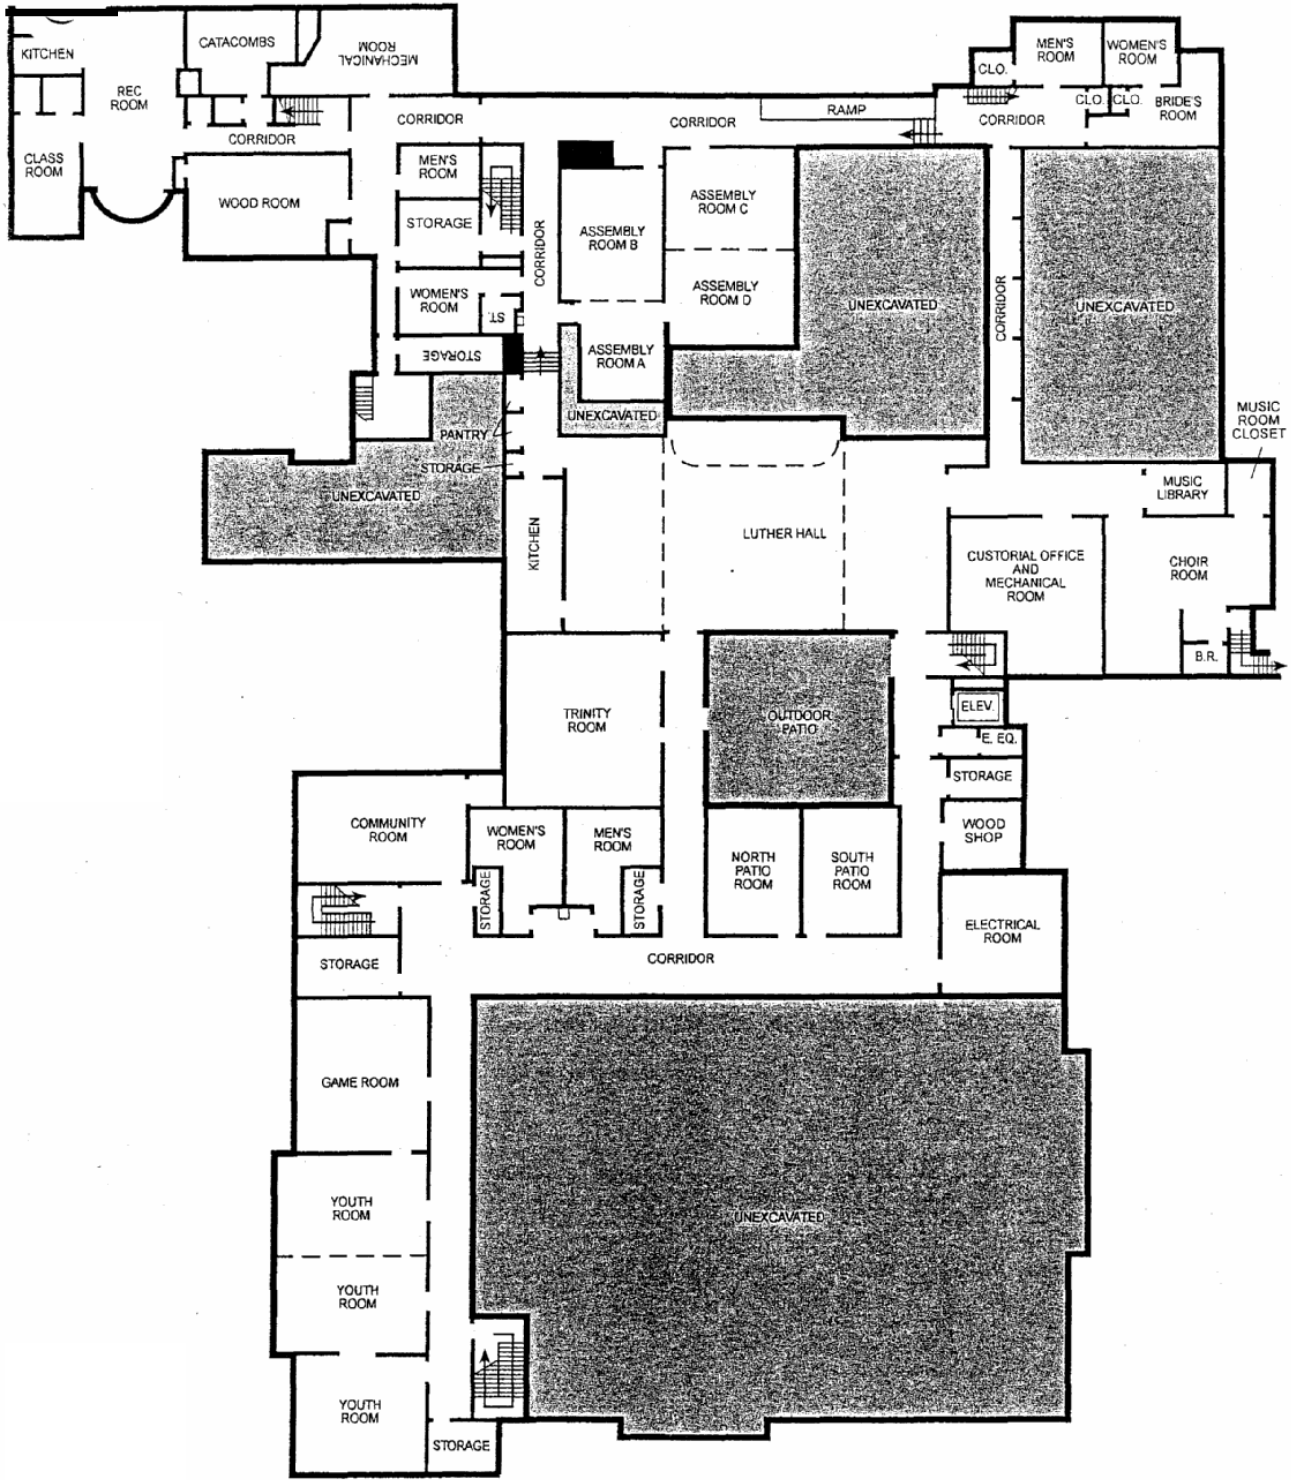 KITCHEN
CATACOMBS
MECHANICAL
ROOM
REC
ROOM
CORRIDOR
CLASS
ROOM
WOOD ROOM
CORRIDOR
MEN'S
ROOM
STORAGE
WOMEN'S
ROOM
ST.
STORAGE
CORRIDOR
CORRIDOR
RAMP
ASSEMBLY
ROOM B
ASSEMBLY
ROOM C
ASSEMBLY
ROOM D
ASSEMBLY
ROOM A
UNEXCAVATED
UNEXCAVATED
CLO.
MEN'S
ROOM
WOMEN'S
ROOM
CLO.
CLO.
BRIDE'S
ROOM
CORRIDOR
CORRIDOR
UNEXCAVATED
MUSIC
ROOM
CLOSET
PANTRY
STORAGE
UNEXCAVATED
KITCHEN
LUTHER HALL
MUSIC
LIBRARY
CUSTORIAL OFFICE
AND
MECHANICAL
ROOM
CHOIR
ROOM
B.R.
TRINITY
ROOM
OUTDOOR
PATIO
ELEV.
E. EQ.
STORAGE
WOOD
SHOP
COMMUNITY
ROOM
WOMEN'S
ROOM
MEN'S
ROOM
STORAGE
STORAGE
NORTH
PATIO
ROOM
SOUTH
PATIO
ROOM
ELECTRICAL
ROOM
STORAGE
CORRIDOR
GAME ROOM
YOUTH
ROOM
UNEXCAVATED
YOUTH
ROOM
YOUTH
ROOM
STORAGE